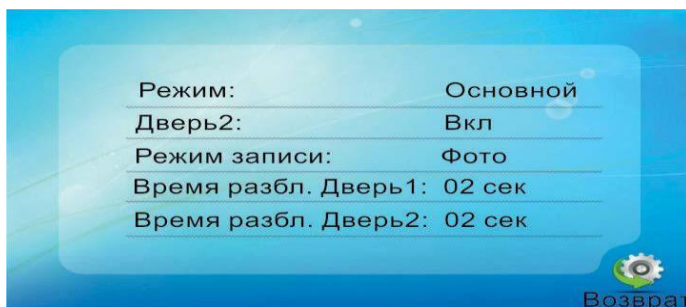 Режим: Основной
Дверь2: Вкл
Режим записи: Фото
Время разбл. Дверь1: 02 сек
Время разбл. Дверь2: 02 сек
Возврат